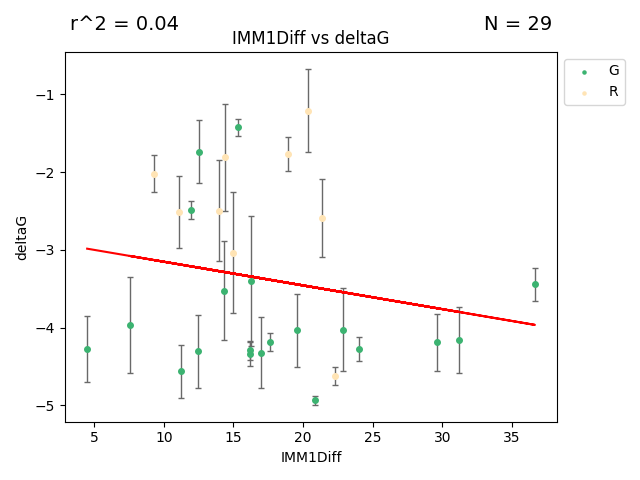 r^2 = 0.04
N = 29
IMM1Diff vs deltaG
G
R
−1
−2
−3
−4
−5
deltaG
5 10 15 20 25 30 35
IMM1Diff